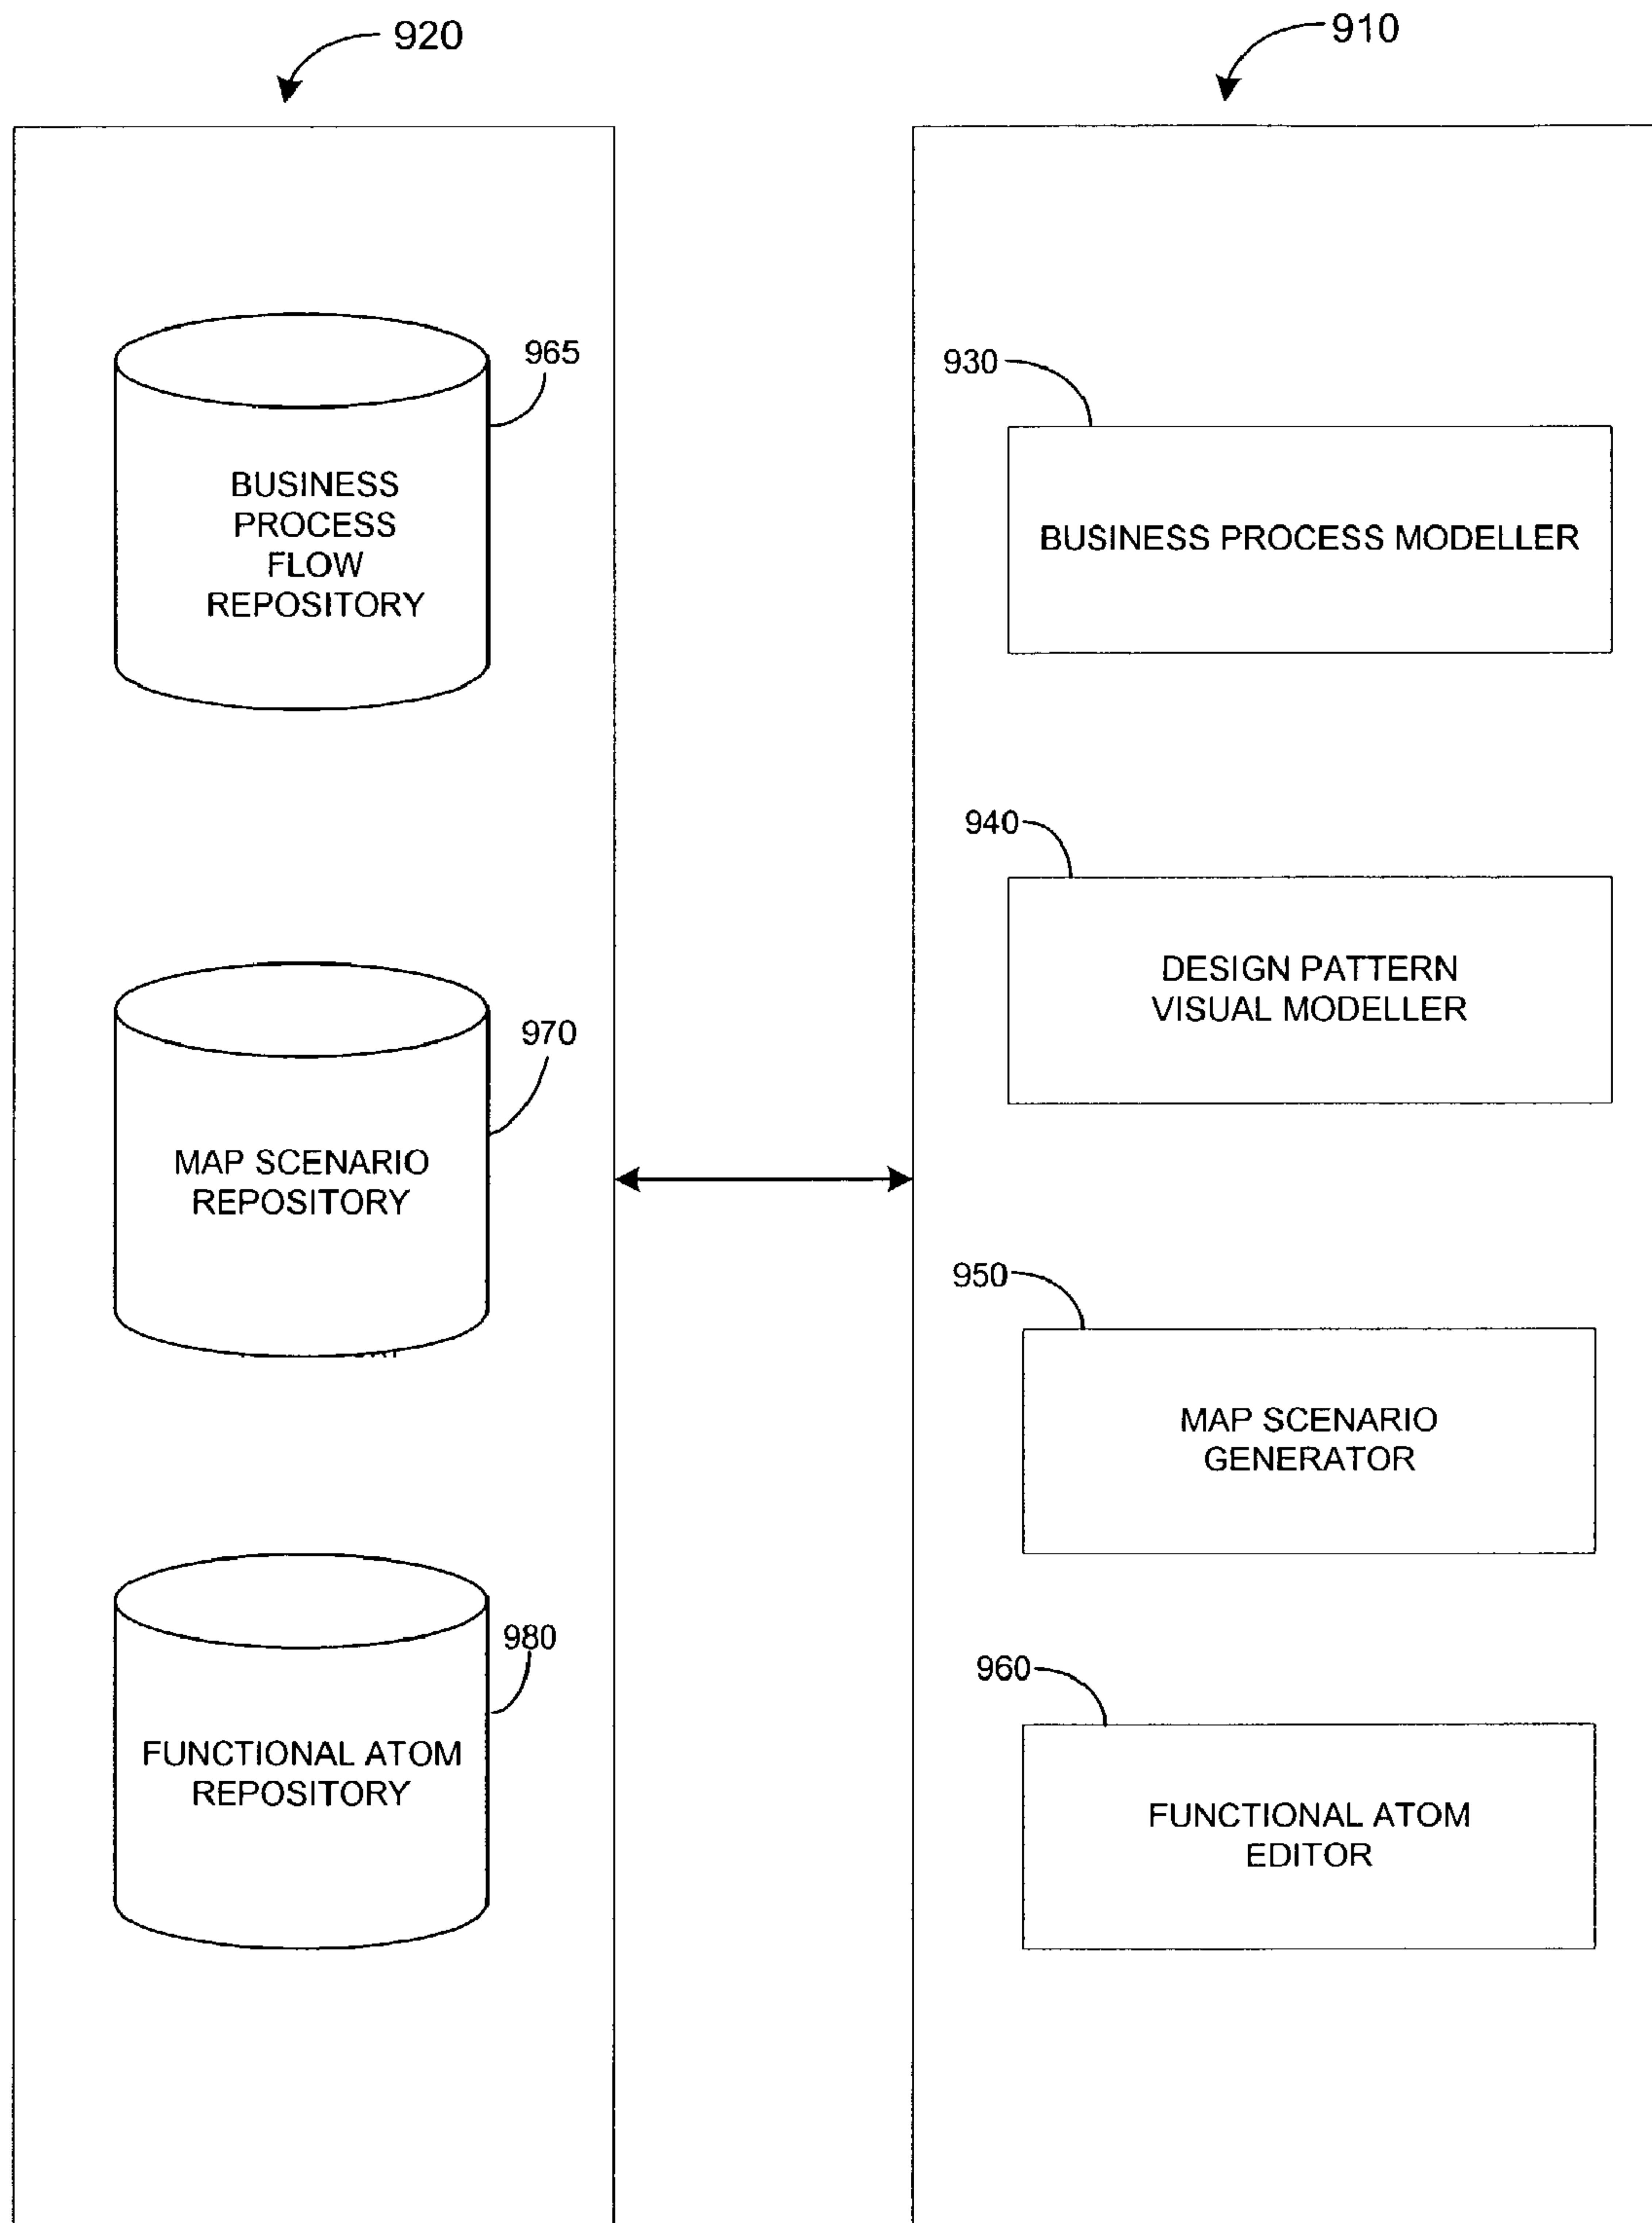 920
910
965
BUSINESS
PROCESS
FLOW
REPOSITORY
930
BUSINESS PROCESS MODELLER
940
DESIGN PATTERN
VISUAL MODELLER
970
MAP SCENARIO
REPOSITORY
950
MAP SCENARIO
GENERATOR
980
FUNCTIONAL ATOM
REPOSITORY
960
FUNCTIONAL ATOM
EDITOR